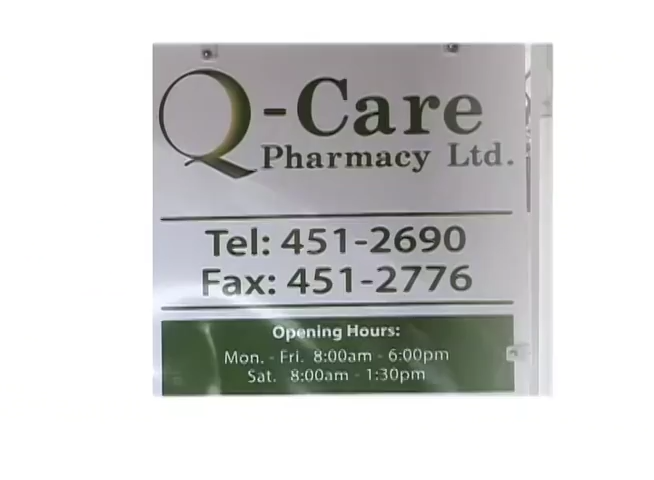 Q-Care
Pharmacy Ltd.
Tel: 451-2690
Fax: 451-2776
Opening Hours:
Mon. - Fri. 8:00am - 6:00pm
Sat. 8:00am - 1:30pm